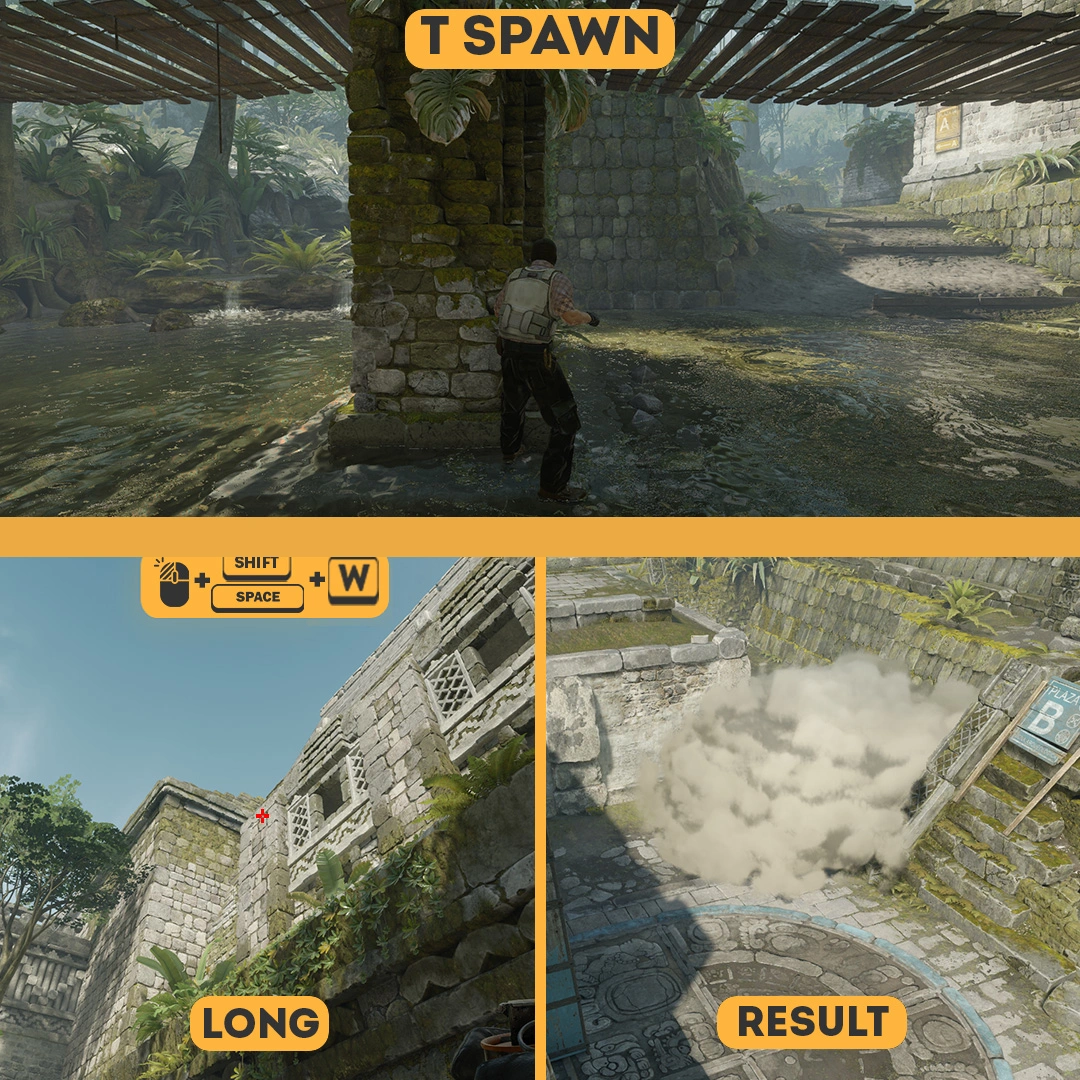 T SPAWN
A
SHIFT
+
+
W
SPACE
LONG
PLAZA
B
RESULT